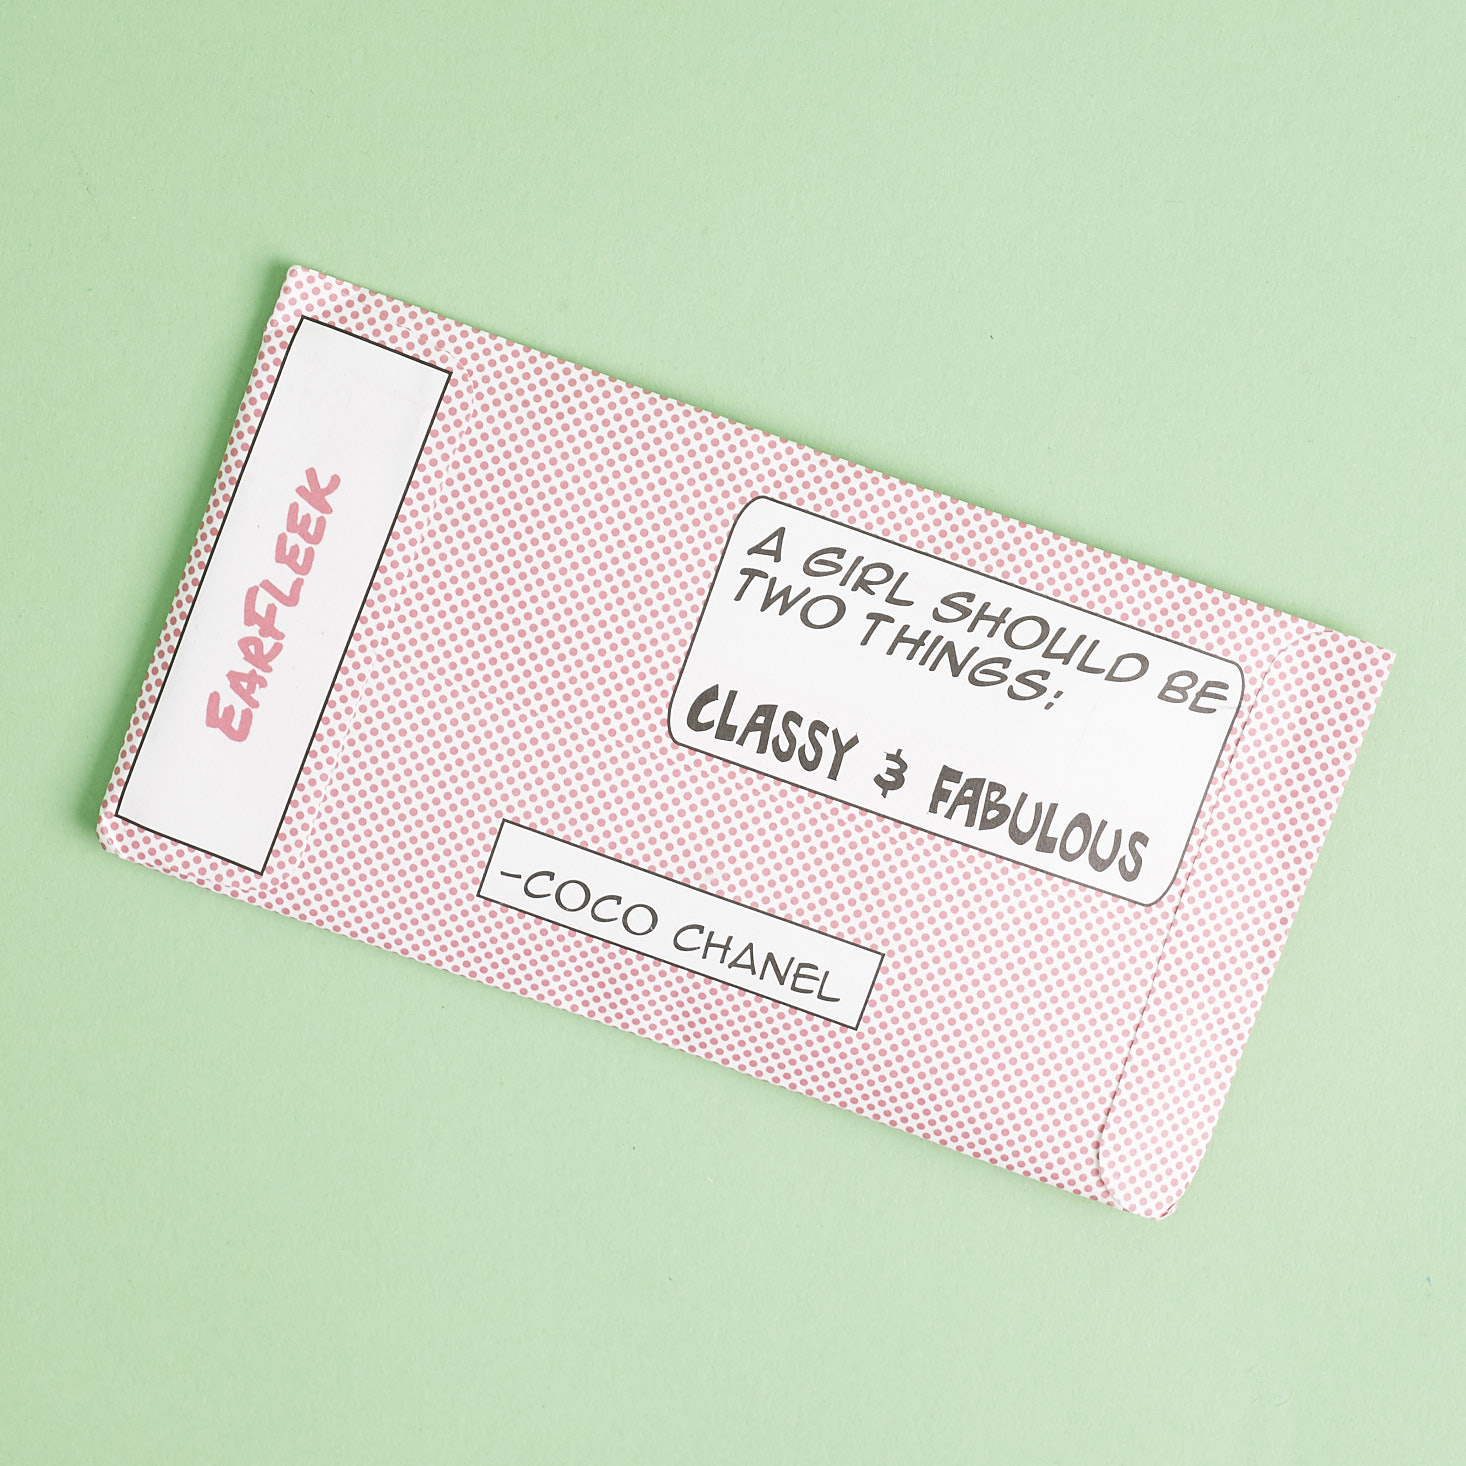 EARFLEEK
A GIRL SHOULD BE
TWO THINGS:
CLASSY & FABULOUS
-COCO CHANEL